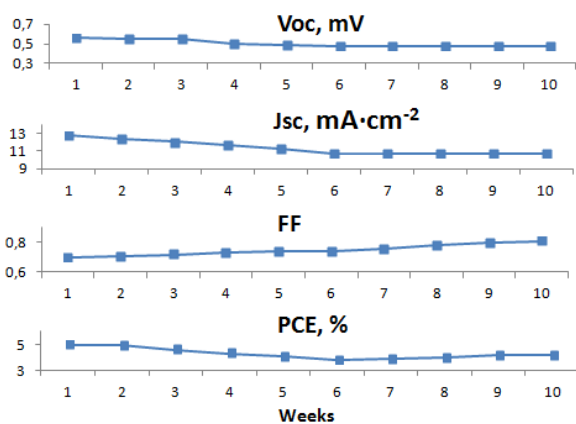 Voc, mV
0,7
0,5
0,3
1 2 3 4 5 6 7 8 9 10
Jsc, mA·cm-2
13
11
9
1 2 3 4 5 6 7 8 9 10
FF
0,8
0,6
1 2 3 4 5 6 7 8 9 10
PCE, %
5
3
1 2 3 4 5 6 7 8 9 10
Weeks